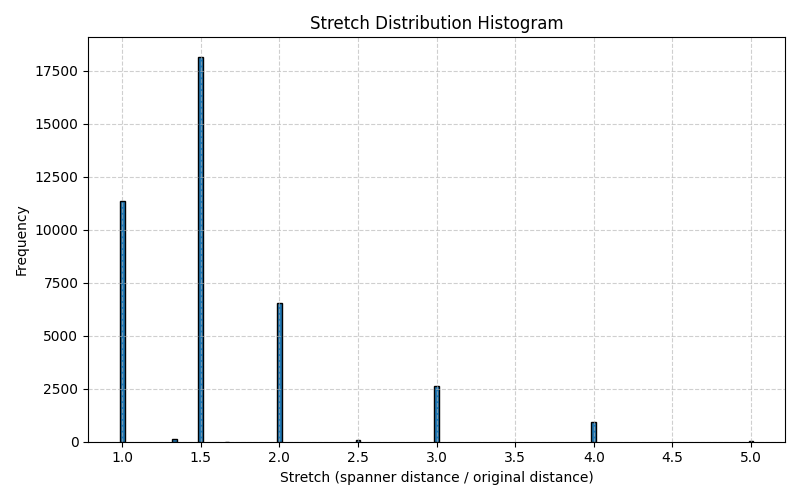 Stretch Distribution Histogram
17500
15000
12500
10000
7500
5000
2500
0
Frequency
1.0 1.5 2.0 2.5 3.0 3.5 4.0 4.5 5.0
Stretch (spanner distance / original distance)